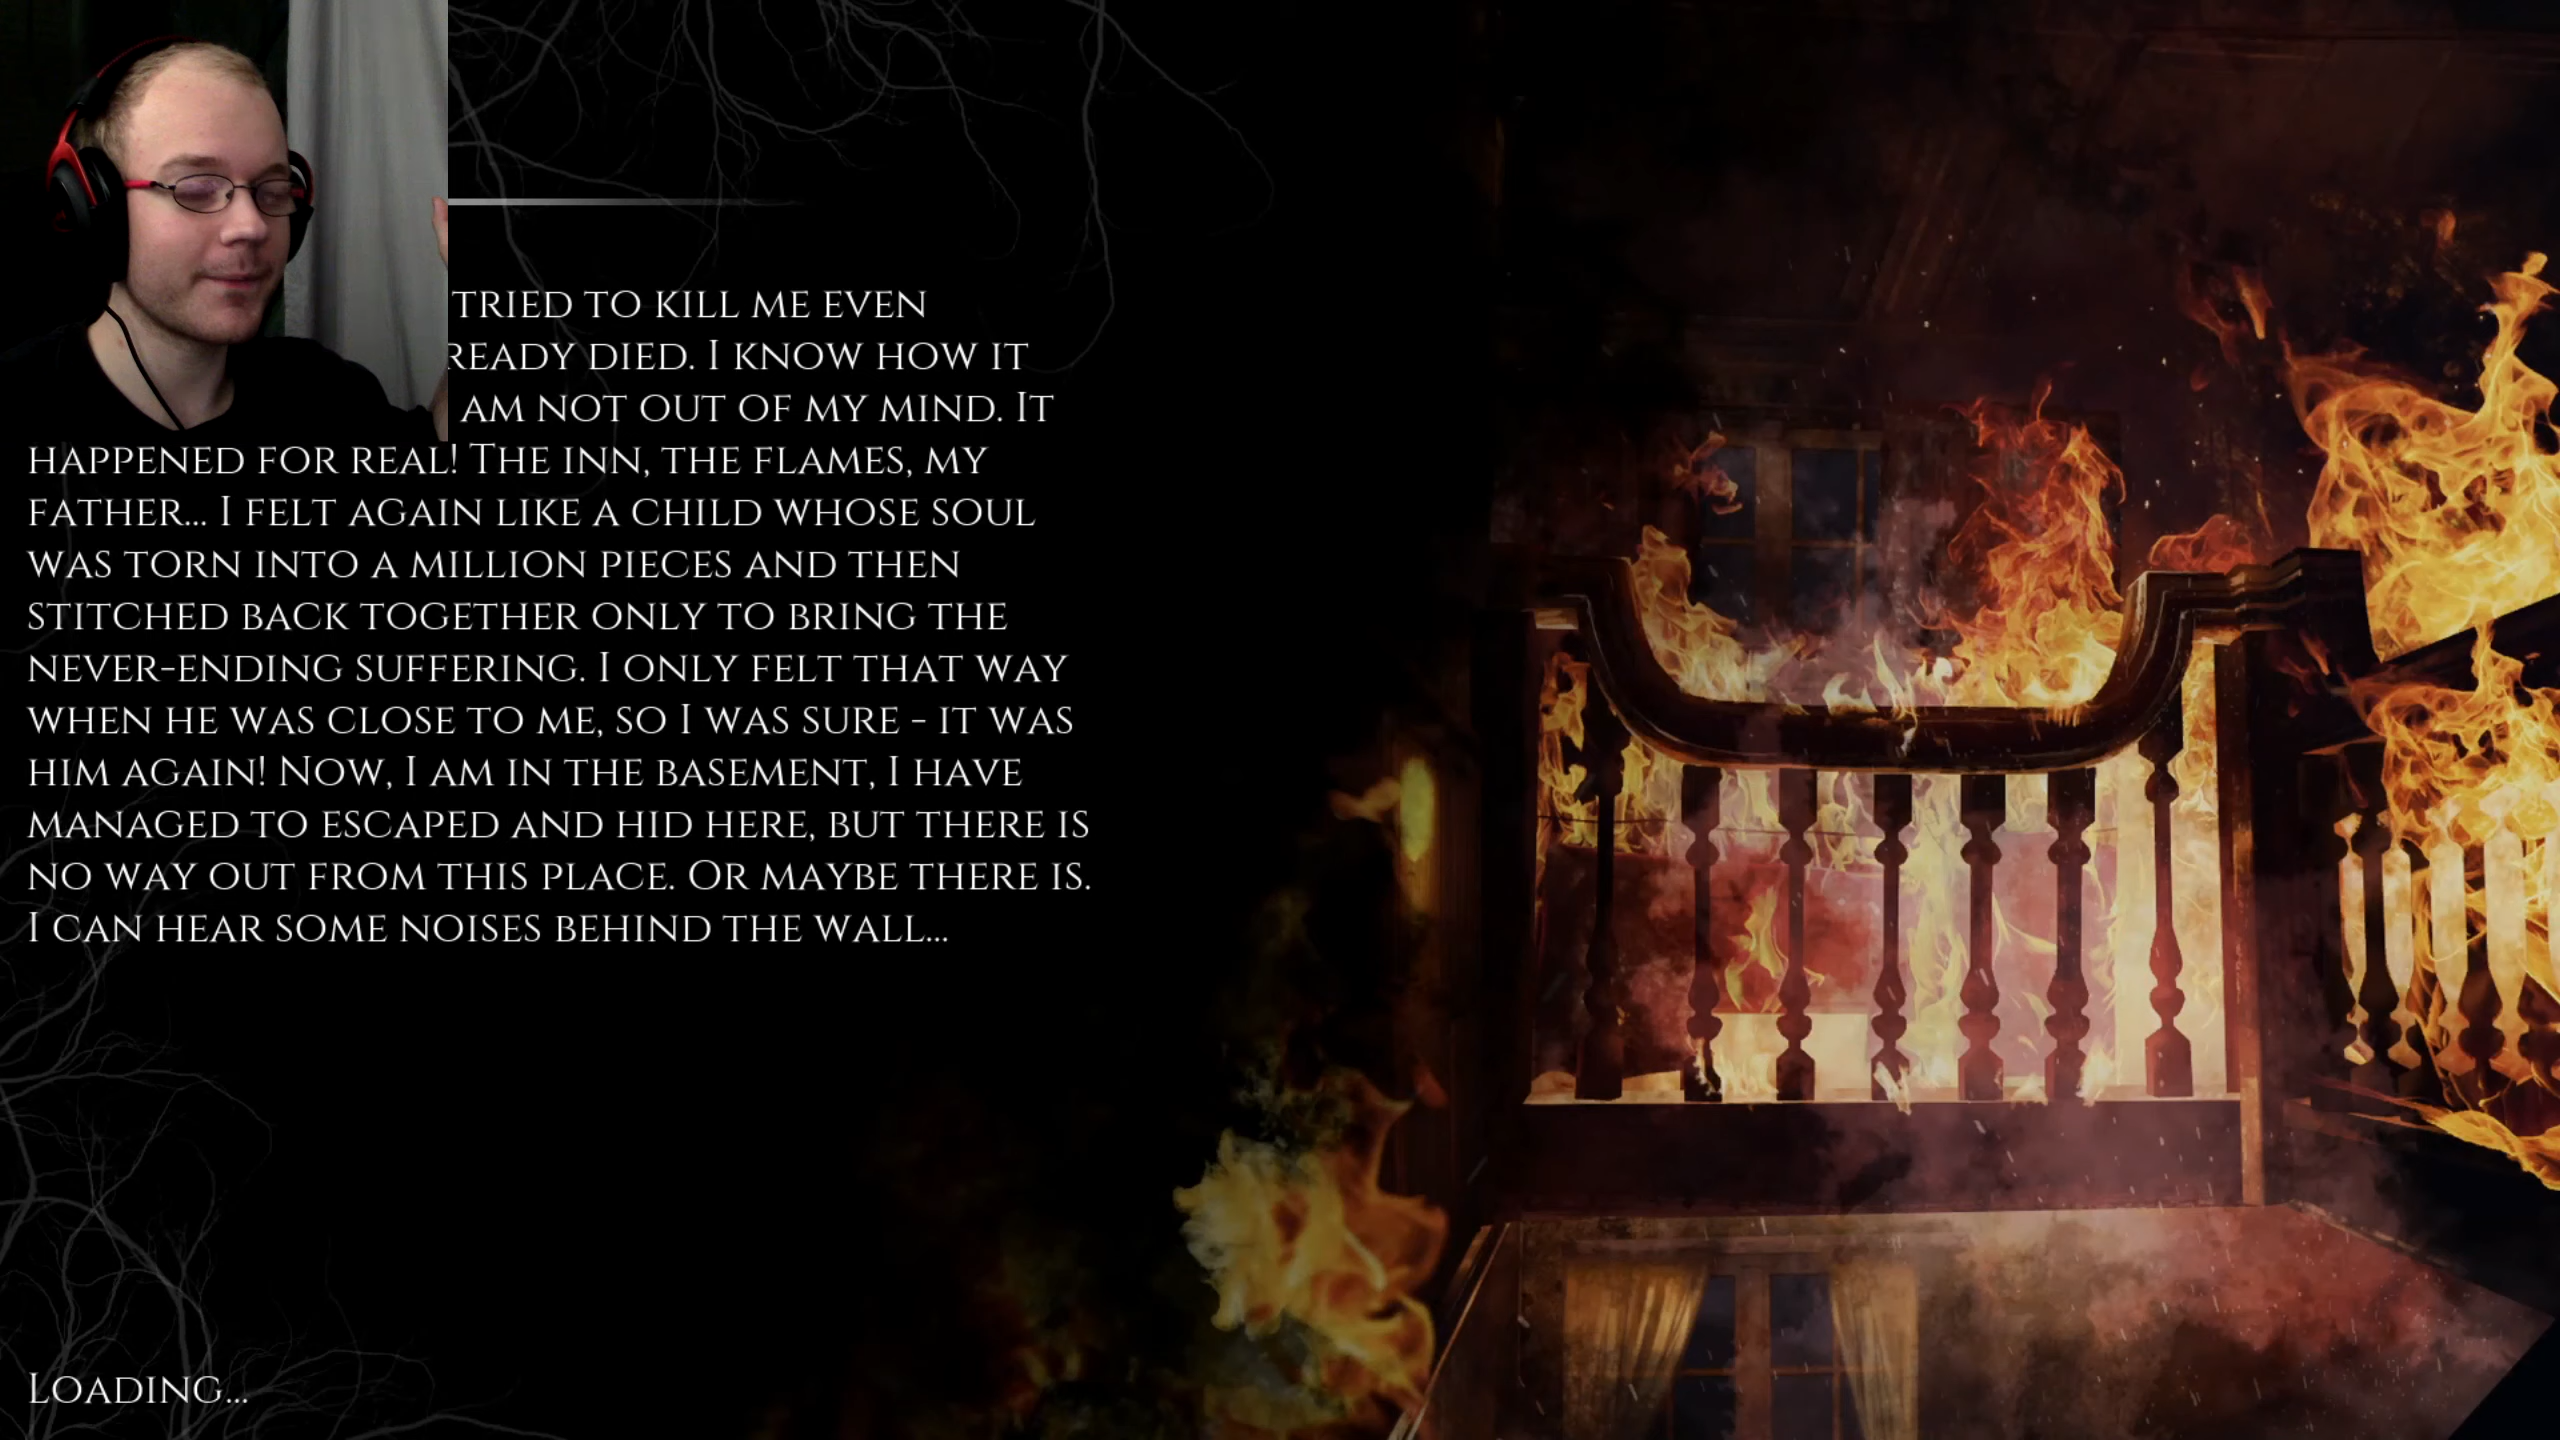 tried to kill me even
ready died. I know how it
am not out of my mind. It
happened for real! The inn, the flames, my
father... I felt again like a child whose soul
was torn into a million pieces and then
stitched back together only to bring the
never-ending suffering. I only felt that way
when he was close to me, so I was sure - it was
him again! Now, I am in the basement, I have
managed to escaped and hid here, but there is
no way out from this place. Or maybe there is.
I can hear some noises behind the wall...
Loading...